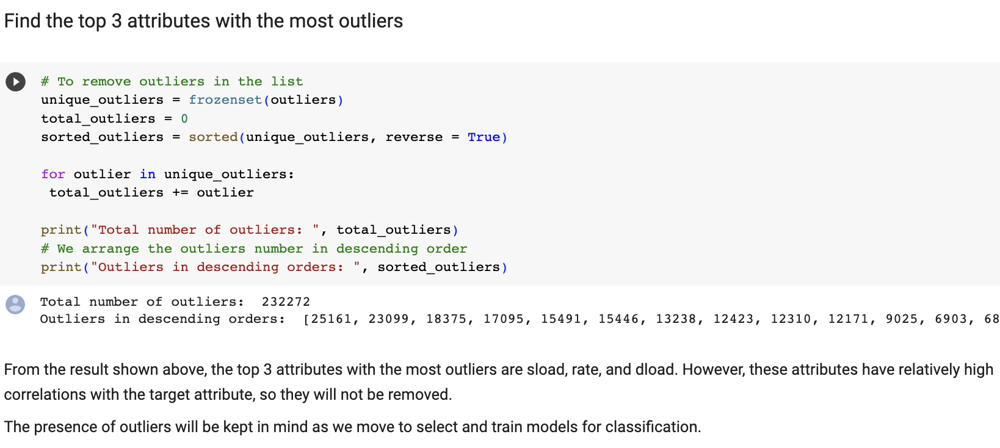 Find the top 3 attributes with the most outliers
# To remove outliers in the list
unique_outliers = frozenset(outliers)
total_outliers = 0
sorted_outliers = sorted(unique_outliers, reverse = True)
for outlier in unique_outliers:
 total_outliers += outlier
print("Total number of outliers: ", total_outliers)
# We arrange the outliers number in descending order
print("Outliers in descending orders: ", sorted_outliers)
Total number of outliers:  232272
Outliers in descending orders:  [25161, 23099, 18375, 17095, 15491, 15446, 13238, 12423, 12310, 12171, 9025, 6903, 68
From the result shown above, the top 3 attributes with the most outliers are sload, rate, and dload. However, these attributes have relatively high
correlations with the target attribute, so they will not be removed.
The presence of outliers will be kept in mind as we move to select and train models for classification.